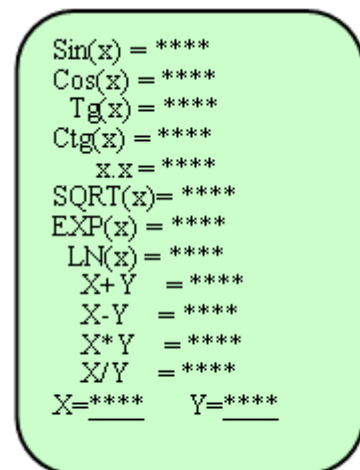 Sin(x) = ****
Cos(x) = ****
Tg(x) = ****
Ctg(x) = ****
x.x = ****
SQRT(x)= ****
EXP(x) = ****
LN(x) = ****
X+Y = ****
X-Y = ****
X*Y = ****
X/Y = ****
X=**** Y=****